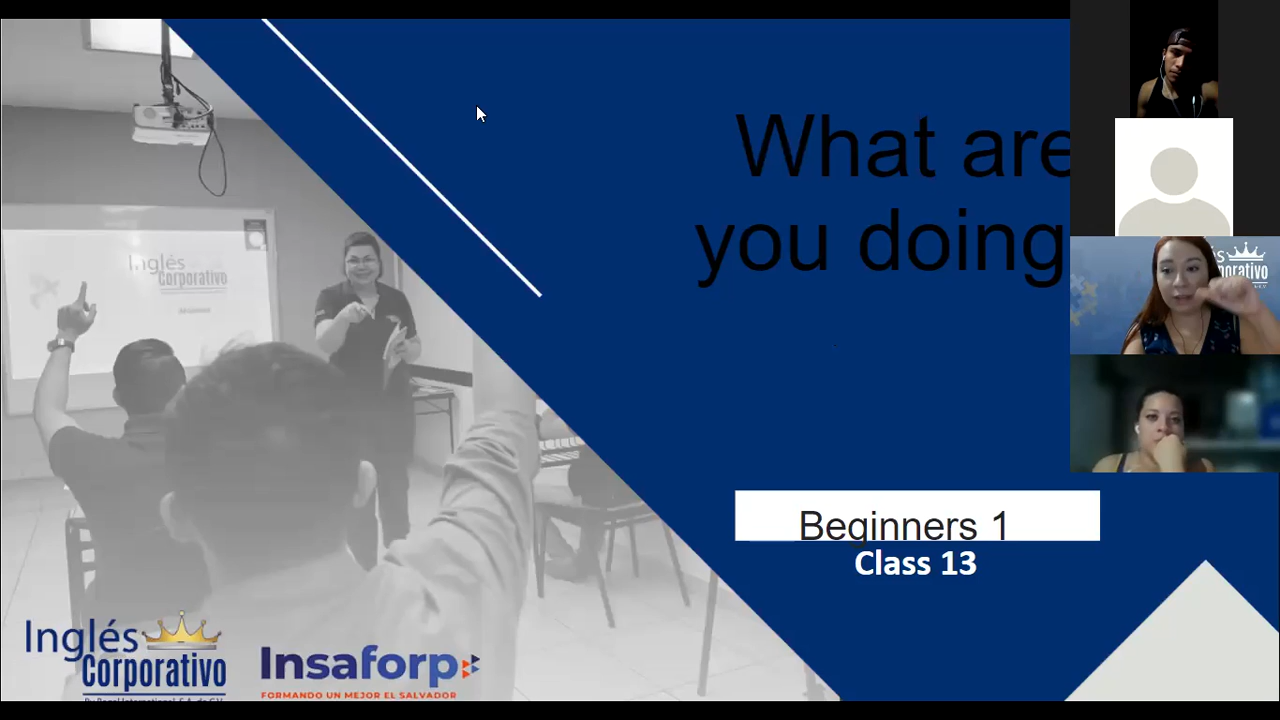 What are
you doing
Inglés
Corporativo
Beginners 1
Class 13
Inglés
Corporativo
Insaforp
FORMANDO UN MEJOR EL SALVADOR